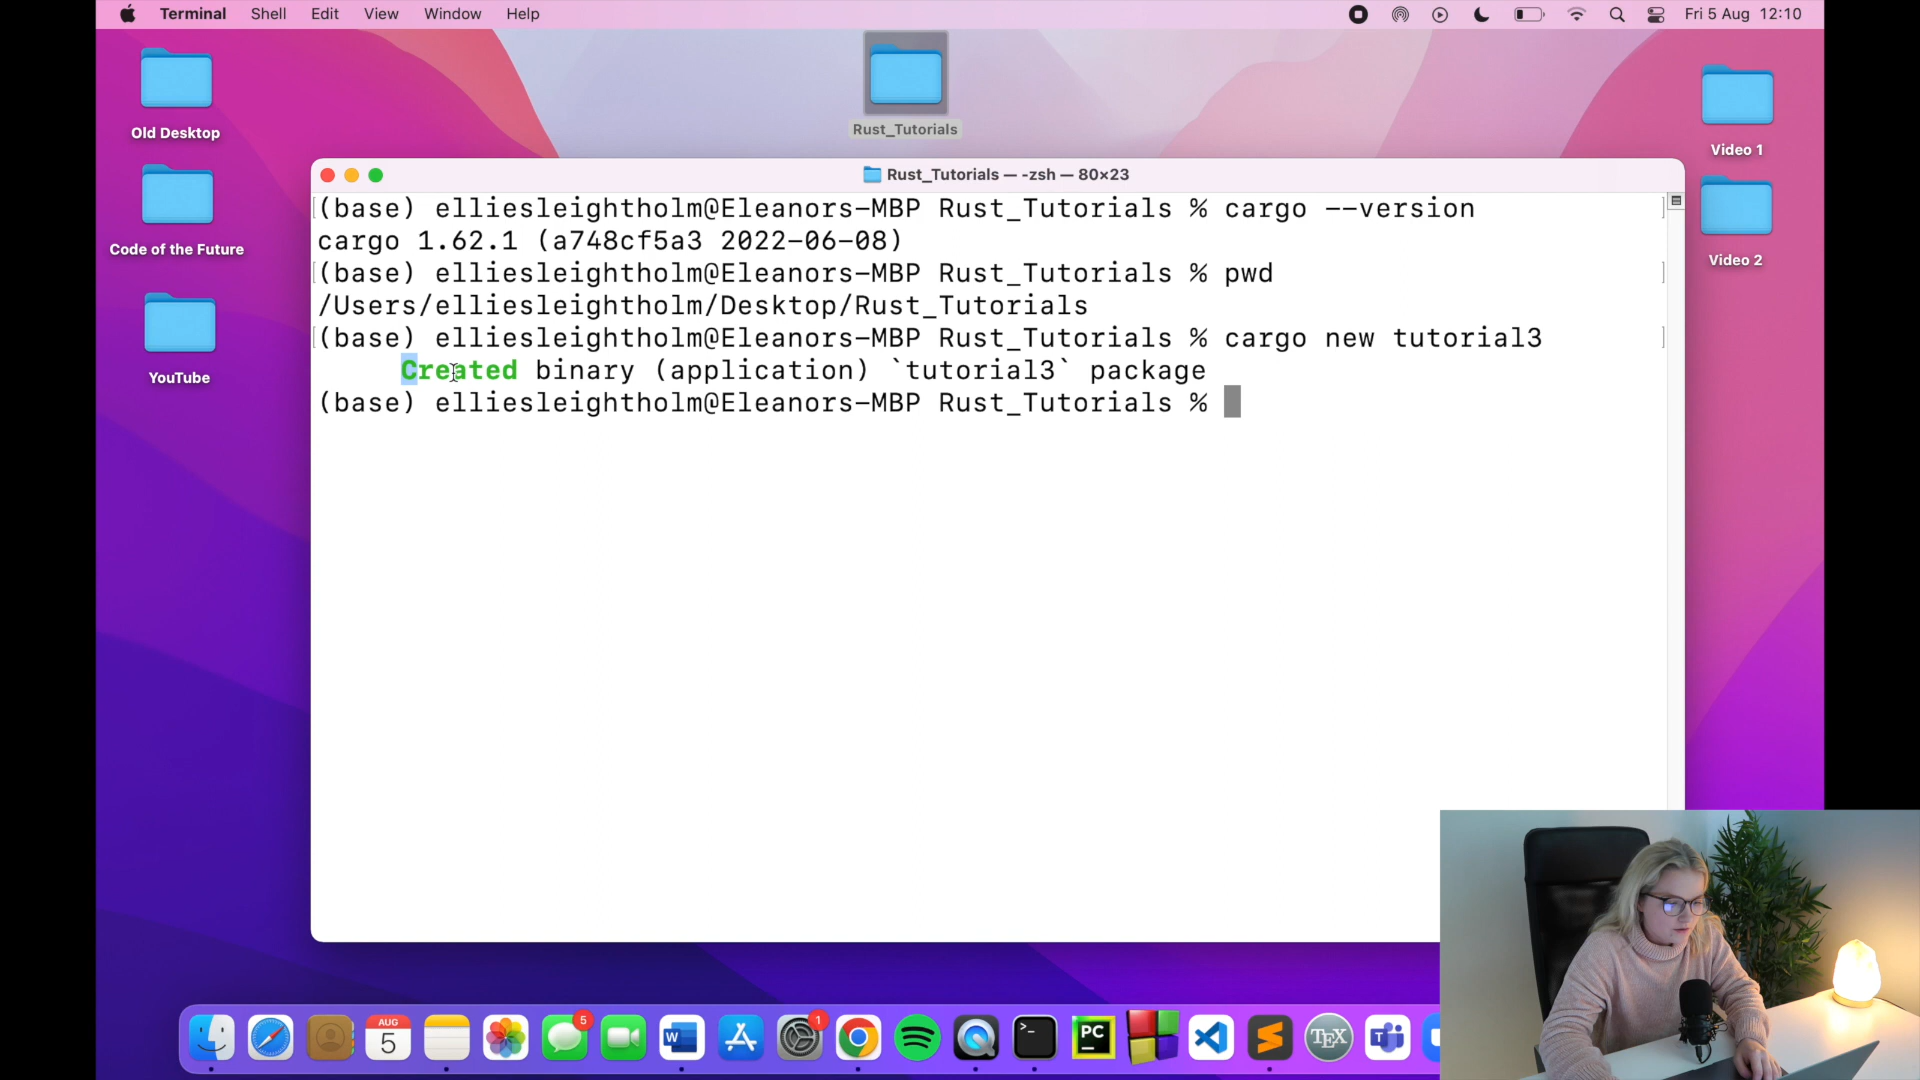 Terminal Shell Edit View Window Help Fri 5 Aug 12:10
Old Desktop
Code of the Future
YouTube
Rust_Tutorials
Video 1
Video 2
Rust_Tutorials — -zsh — 80×23
(base) elliesleightholm@Eleanors-MBP Rust_Tutorials % cargo --version
cargo 1.62.1 (a748cf5a3 2022-06-08)
(base) elliesleightholm@Eleanors-MBP Rust_Tutorials % pwd
/Users/elliesleightholm/Desktop/Rust_Tutorials
(base) elliesleightholm@Eleanors-MBP Rust_Tutorials % cargo new tutorial3
Created binary (application) `tutorial3` package
(base) elliesleightholm@Eleanors-MBP Rust_Tutorials %
AUG
5
5
W
1
>_
PC
TEX
T